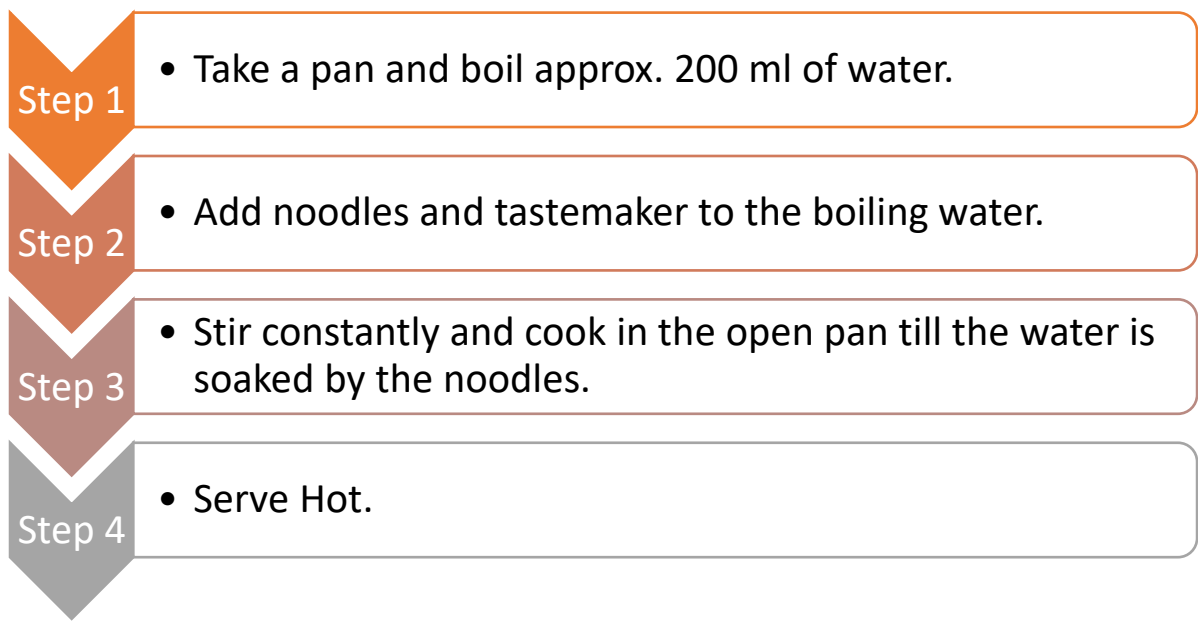 Step 1
• Take a pan and boil approx. 200 ml of water.
Step 2
• Add noodles and tastemaker to the boiling water.
Step 3
• Stir constantly and cook in the open pan till the water is
soaked by the noodles.
Step 4
• Serve Hot.